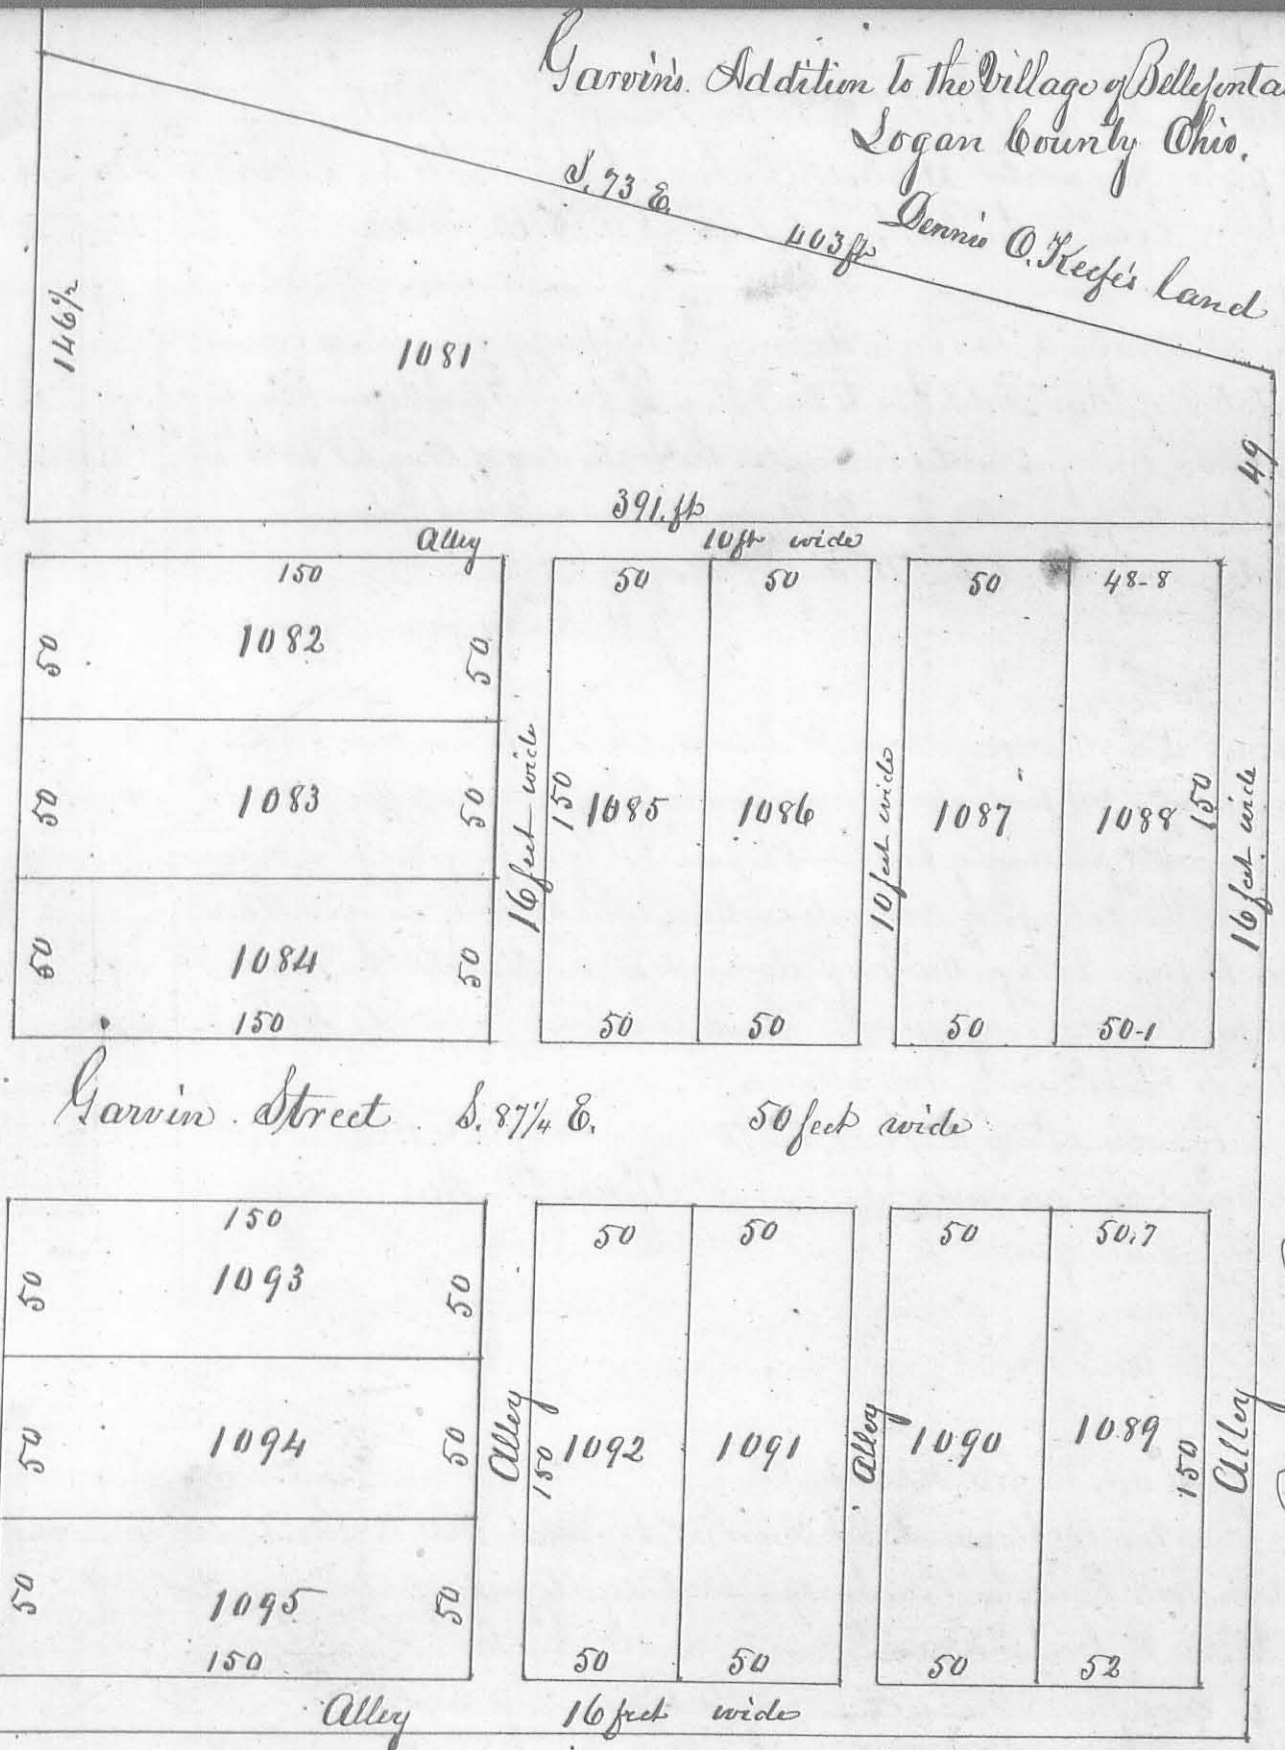 Garvin's Addition to the Village of Bellefonta
Logan County Ohio.
S. 73 E.
403 ft
Dennis O. Keefe's land
146½
1081
49
391. ft
Alley 10 ft wide
150
50 1082 50
50 1083 50
50 1084 50
150
16 feet wide
50 50
150 1085 1086
50 50
10 feet wide
50 48-8
1087 1088 150
50 50-1
16 feet wide
Garvin Street S. 87¼ E. 50 feet wide
150
50 1093 50
50 1094 50
50 1095 50
150
Alley
50 50
150 1092 1091
50 50
Alley
50 50.7
1090 1089 150
50 52
Alley
Alley 16 feet wide